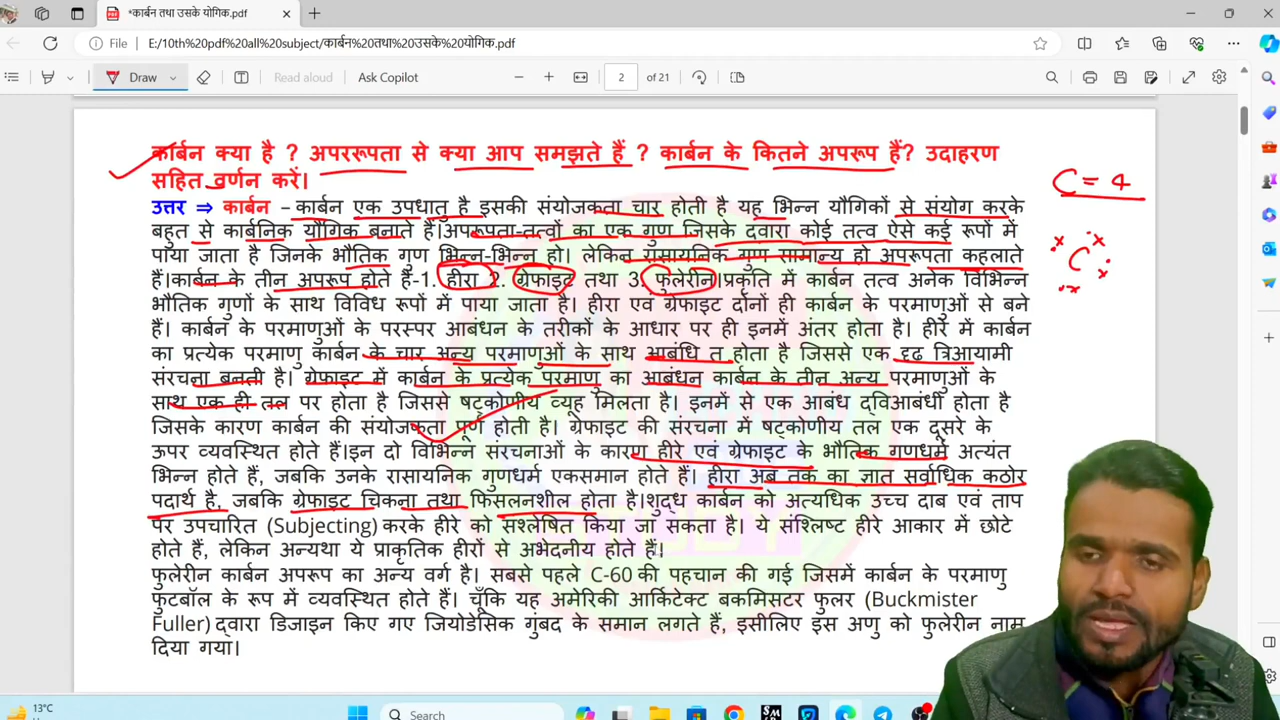 *कार्बन तथा उसके योगिक.pdf
File E:/10th%20pdf%20all%20subject/कार्बन%20तथा%20उसके%20योगिक.pdf
Draw Read aloud Ask Copilot 2 of 21
कार्बन क्या है ? अपररूपता से क्या आप समझते हैं ? कार्बन के कितने अपरूप हैं? उदाहरण
सहित वर्णन करें।
C = 4
उत्तर ⇒ कार्बन – कार्बन एक उपधातु है इसकी संयोजकता चार होती है यह भिन्न यौगिकों से संयोग करके
बहुत से कार्बनिक यौगिक बनाते हैं।अपरूपता-तत्वों का एक गुण जिसके द्वारा कोई तत्व ऐसे कई रूपों में
पाया जाता है जिनके भौतिक गुण भिन्न-भिन्न हो। लेकिन रासायनिक गुण सामान्य हो अपरूपता कहलाते
C
हैं।कार्बन के तीन अपरूप होते हैं-1. हीरा 2. ग्रेफाइट तथा 3. फुलेरीन।प्रकृति में कार्बन तत्व अनेक विभिन्न
भौतिक गुणों के साथ विविध रूपों में पाया जाता है। हीरा एवं ग्रेफाइट दोनों ही कार्बन के परमाणुओं से बने
हैं। कार्बन के परमाणुओं के परस्पर आबंधन के तरीकों के आधार पर ही इनमें अंतर होता है। हीरे में कार्बन
का प्रत्येक परमाणु कार्बन के चार अन्य परमाणुओं के साथ आबंधि त होता है जिससे एक दृढ़ त्रिआयामी
संरचना बनती है। ग्रेफाइट में कार्बन के प्रत्येक परमाणु का आबंधन कार्बन के तीन अन्य परमाणुओं के
साथ एक ही तल पर होता है जिससे षट्कोणीय व्यूह मिलता है। इनमें से एक आबंध द्विआबंधी होता है
जिसके कारण कार्बन की संयोजकता पूर्ण होती है। ग्रेफाइट की संरचना में षट्कोणीय तल एक दूसरे के
ऊपर व्यवस्थित होते हैं।इन दो विभिन्न संरचनाओं के कारण हीरे एवं ग्रेफाइट के भौतिक गुणधर्म अत्यंत
भिन्न होते हैं, जबकि उनके रासायनिक गुणधर्म एकसमान होते हैं। हीरा अब तक का ज्ञात सर्वाधिक कठोर
पदार्थ है, जबकि ग्रेफाइट चिकना तथा फिसलनशील होता है।शुद्ध कार्बन को अत्यधिक उच्च दाब एवं ताप
पर उपचारित (Subjecting) करके हीरे को संश्लेषित किया जा सकता है। ये संश्लिष्ट हीरे आकार में छोटे
होते हैं, लेकिन अन्यथा ये प्राकृतिक हीरों से अभेदनीय होते हैं।
फुलेरीन कार्बन अपरूप का अन्य वर्ग है। सबसे पहले C-60 की पहचान की गई जिसमें कार्बन के परमाणु
फुटबॉल के रूप में व्यवस्थित होते हैं। चूँकि यह अमेरिकी आर्किटेक्ट बकमिसटर फुलर (Buckmister
Fuller) द्वारा डिजाइन किए गए जियोडेसिक गुंबद के समान लगते हैं, इसीलिए इस अणु को फुलेरीन नाम
दिया गया।
13°C
Search